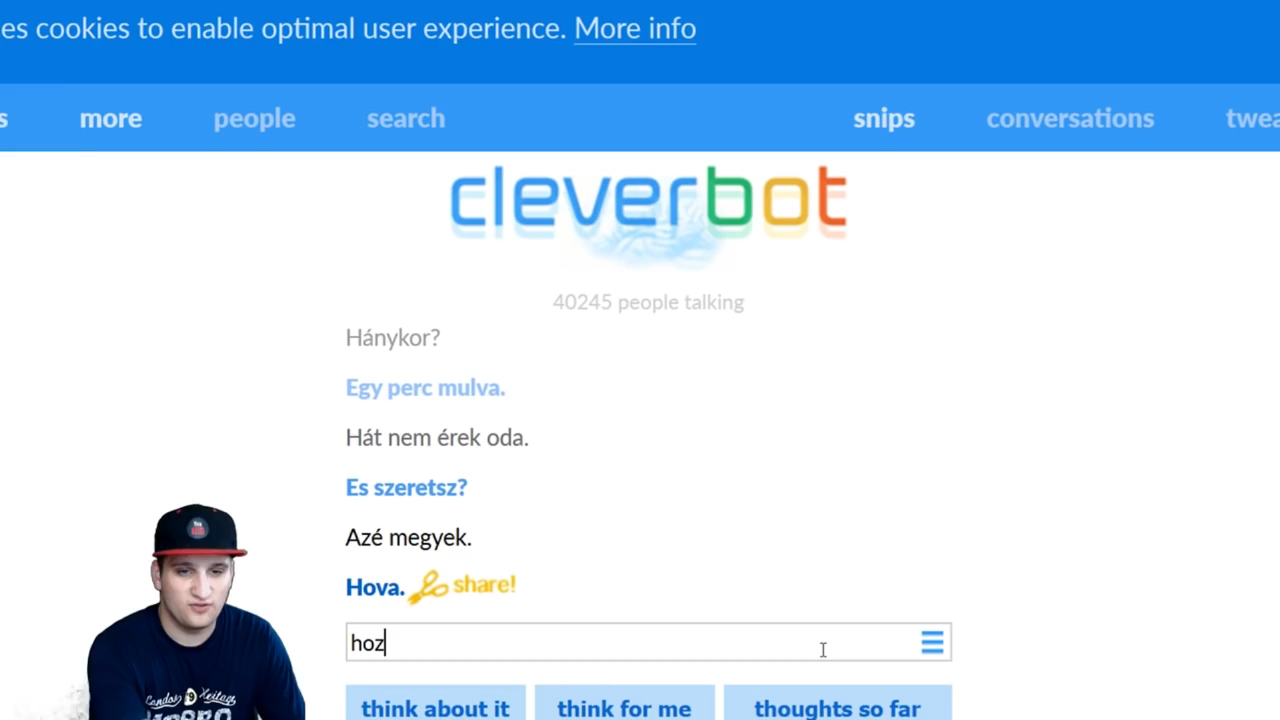 es cookies to enable optimal user experience. More info
s more people search snips conversations twea
cleverbot
40245 people talking
Hánykor?
Egy perc mulva.
Hát nem érek oda.
Es szeretsz?
Azé megyek.
Hova. share!
hoz
think about it think for me thoughts so far